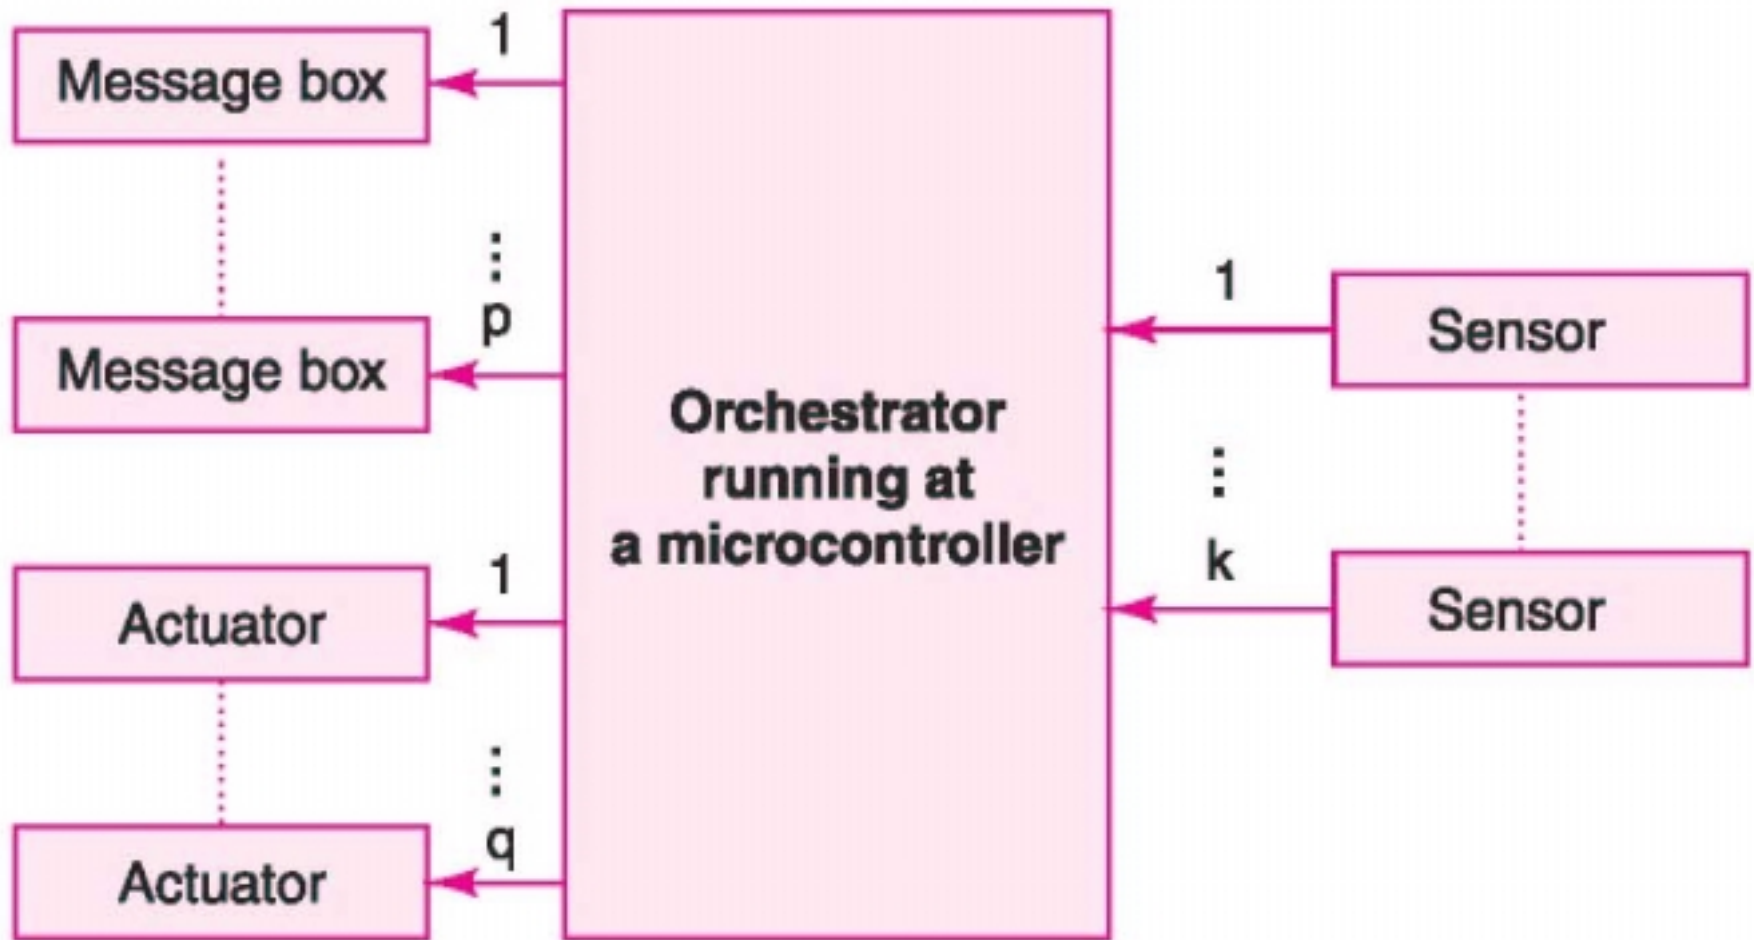 Message box
1
⋮
p
Message box
Actuator
1
⋮
q
Actuator
Orchestrator
running at
a microcontroller
1
⋮
k
Sensor
Sensor